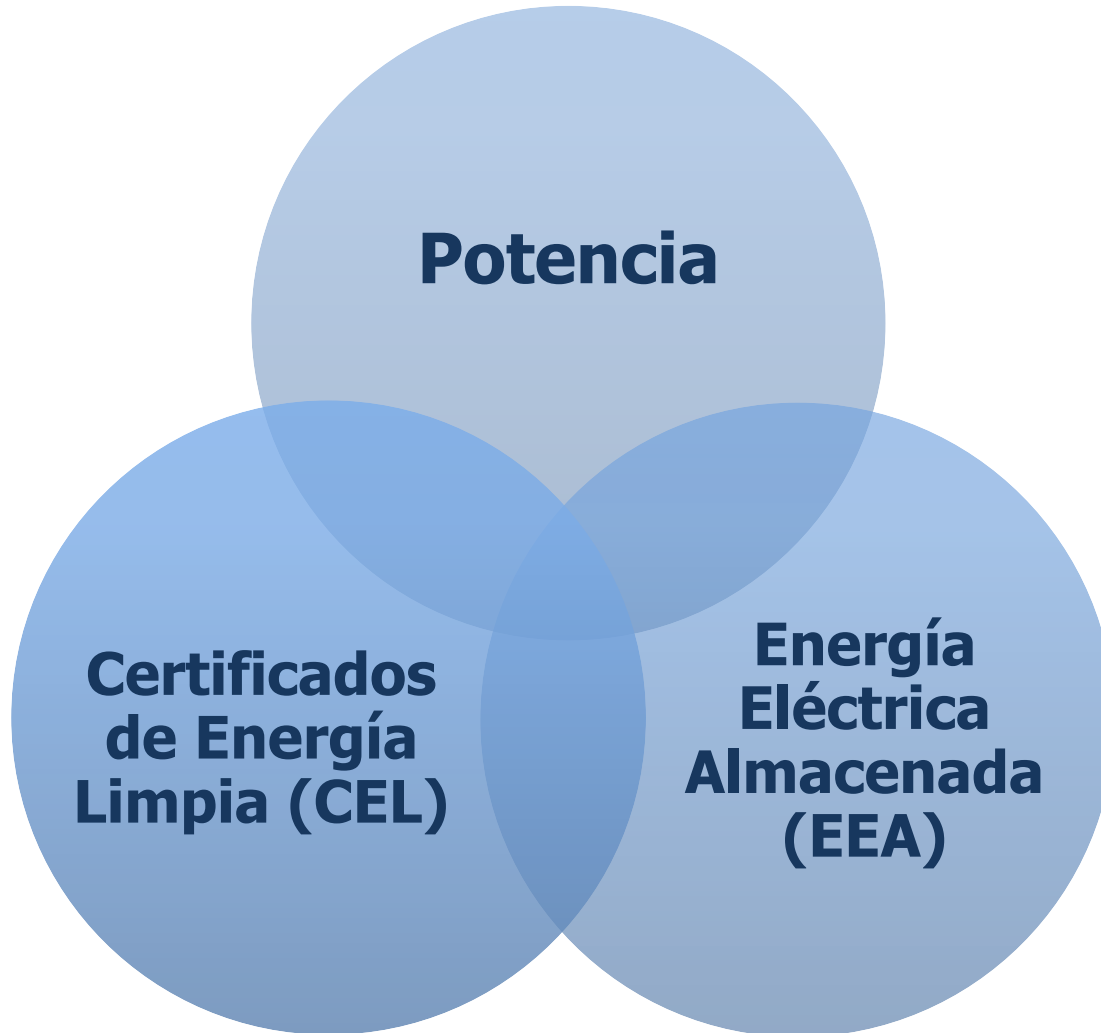 Potencia
Certificados
de Energía
Limpia (CEL)
Energía
Eléctrica
Almacenada
(EEA)